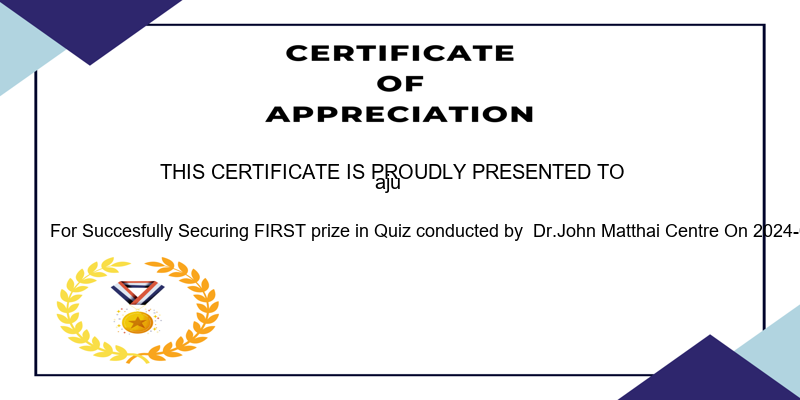 CERTIFICATE
OF
APPRECIATION
THIS CERTIFICATE IS PROUDLY PRESENTED TO
aju
For Succesfully Securing FIRST prize in Quiz conducted by  Dr.John Matthai Centre On 2024-